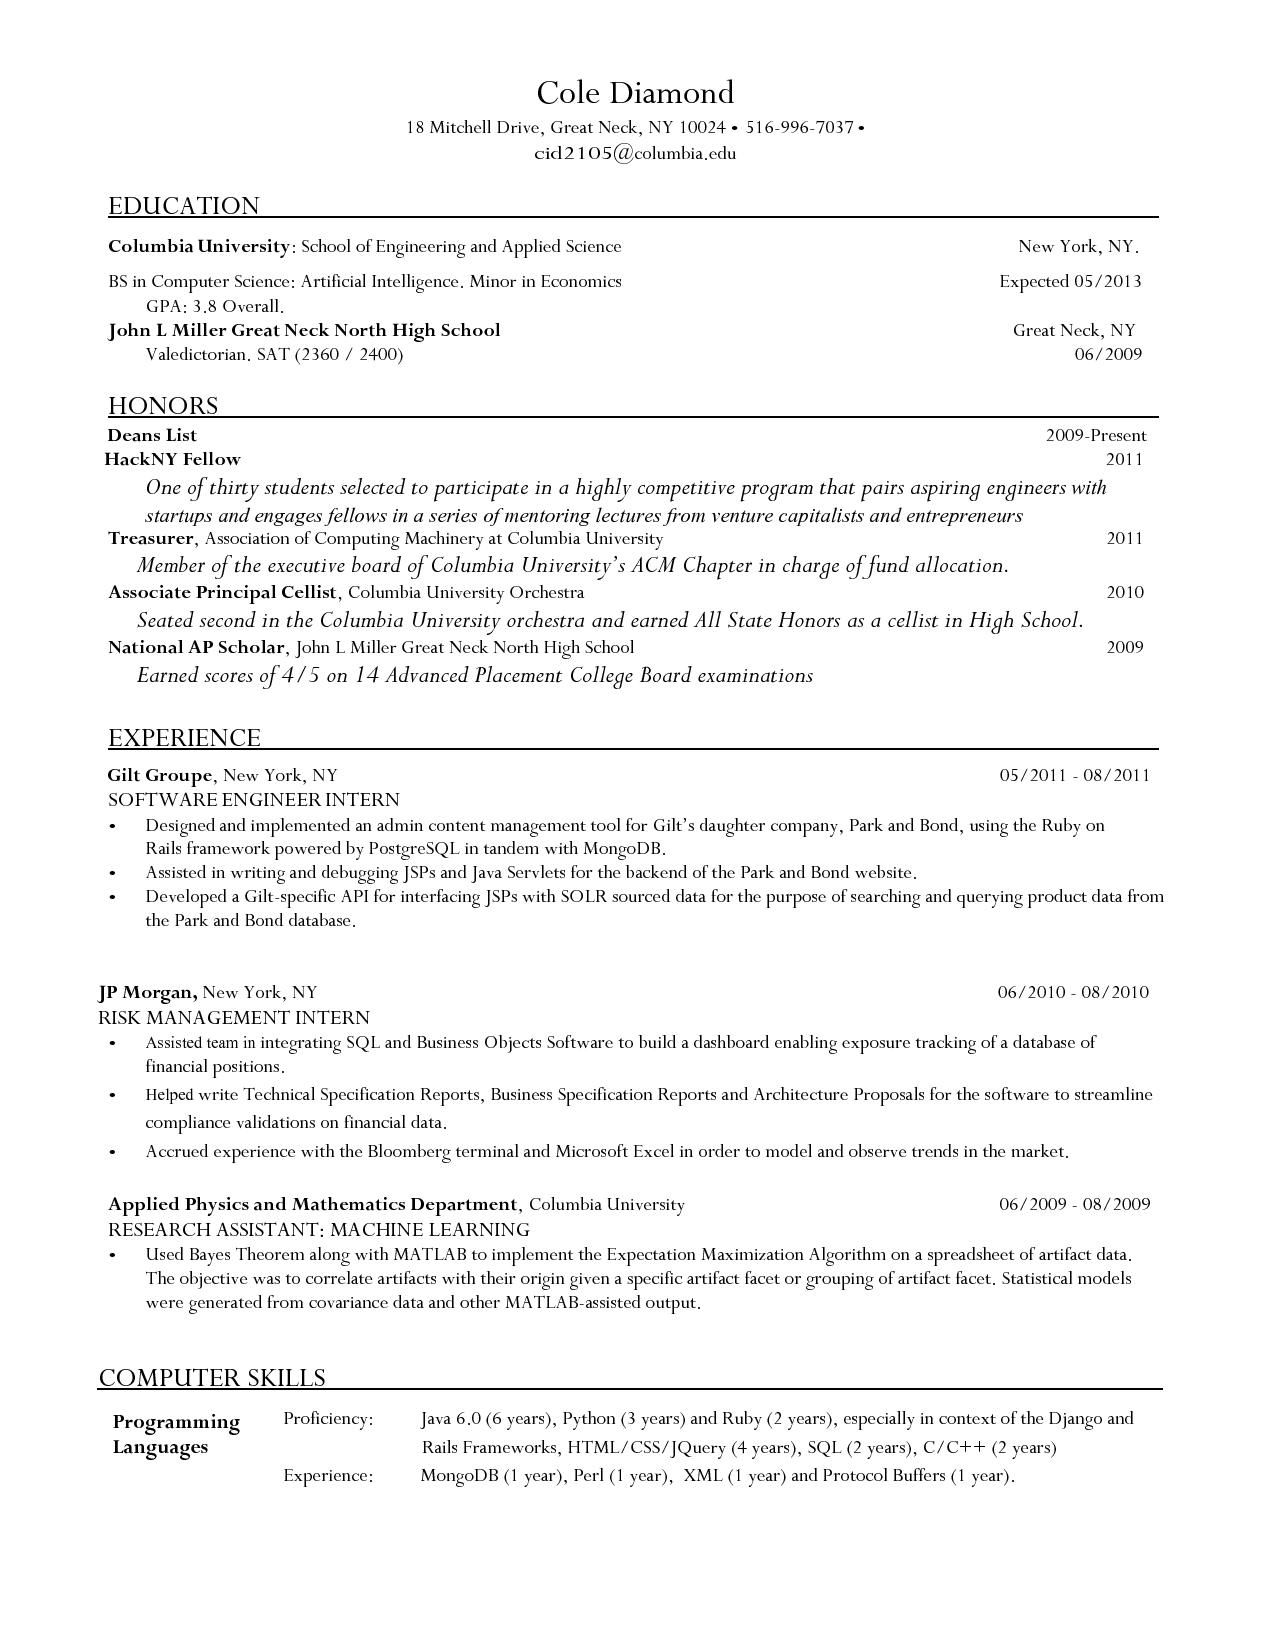 Cole Diamond
18 Mitchell Drive, Great Neck, NY 10024 • 516-996-7037 •
cid2105@columbia.edu
EDUCATION
Columbia University: School of Engineering and Applied Science New York, NY.
BS in Computer Science: Artificial Intelligence. Minor in Economics Expected 05/2013
GPA: 3.8 Overall.
John L Miller Great Neck North High School Great Neck, NY
Valedictorian. SAT (2360 / 2400) 06/2009
HONORS
Deans List 2009-Present
HackNY Fellow 2011
One of thirty students selected to participate in a highly competitive program that pairs aspiring engineers with
startups and engages fellows in a series of mentoring lectures from venture capitalists and entrepreneurs
Treasurer, Association of Computing Machinery at Columbia University 2011
Member of the executive board of Columbia University's ACM Chapter in charge of fund allocation.
Associate Principal Cellist, Columbia University Orchestra 2010
Seated second in the Columbia University orchestra and earned All State Honors as a cellist in High School.
National AP Scholar, John L Miller Great Neck North High School 2009
Earned scores of 4/5 on 14 Advanced Placement College Board examinations
EXPERIENCE
Gilt Groupe, New York, NY 05/2011 - 08/2011
SOFTWARE ENGINEER INTERN
• Designed and implemented an admin content management tool for Gilt's daughter company, Park and Bond, using the Ruby on
Rails framework powered by PostgreSQL in tandem with MongoDB.
• Assisted in writing and debugging JSPs and Java Servlets for the backend of the Park and Bond website.
• Developed a Gilt-specific API for interfacing JSPs with SOLR sourced data for the purpose of searching and querying product data from
the Park and Bond database.
JP Morgan, New York, NY 06/2010 - 08/2010
RISK MANAGEMENT INTERN
• Assisted team in integrating SQL and Business Objects Software to build a dashboard enabling exposure tracking of a database of
financial positions.
• Helped write Technical Specification Reports, Business Specification Reports and Architecture Proposals for the software to streamline
compliance validations on financial data.
• Accrued experience with the Bloomberg terminal and Microsoft Excel in order to model and observe trends in the market.
Applied Physics and Mathematics Department, Columbia University 06/2009 - 08/2009
RESEARCH ASSISTANT: MACHINE LEARNING
• Used Bayes Theorem along with MATLAB to implement the Expectation Maximization Algorithm on a spreadsheet of artifact data.
The objective was to correlate artifacts with their origin given a specific artifact facet or grouping of artifact facet. Statistical models
were generated from covariance data and other MATLAB-assisted output.
COMPUTER SKILLS
Programming Proficiency: Java 6.0 (6 years), Python (3 years) and Ruby (2 years), especially in context of the Django and
Languages Rails Frameworks, HTML/CSS/JQuery (4 years), SQL (2 years), C/C++ (2 years)
Experience: MongoDB (1 year), Perl (1 year), XML (1 year) and Protocol Buffers (1 year).